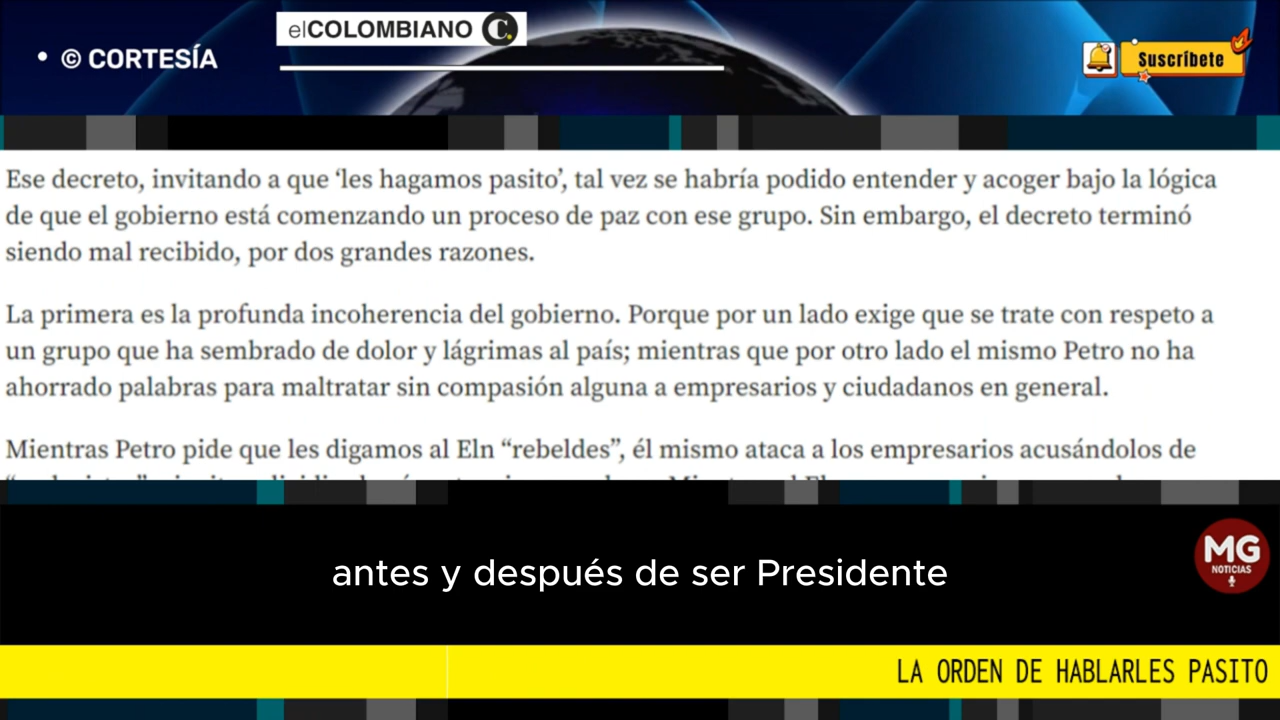 elCOLOMBIANO C.
• © CORTESÍA
Suscríbete
Ese decreto, invitando a que ‘les hagamos pasito’, tal vez se habría podido entender y acoger bajo la lógica
de que el gobierno está comenzando un proceso de paz con ese grupo. Sin embargo, el decreto terminó
siendo mal recibido, por dos grandes razones.
La primera es la profunda incoherencia del gobierno. Porque por un lado exige que se trate con respeto a
un grupo que ha sembrado de dolor y lágrimas al país; mientras que por otro lado el mismo Petro no ha
ahorrado palabras para maltratar sin compasión alguna a empresarios y ciudadanos en general.
Mientras Petro pide que les digamos al Eln “rebeldes”, él mismo ataca a los empresarios acusándolos de
antes y después de ser Presidente
MG
NOTICIAS
LA ORDEN DE HABLARLES PASITO